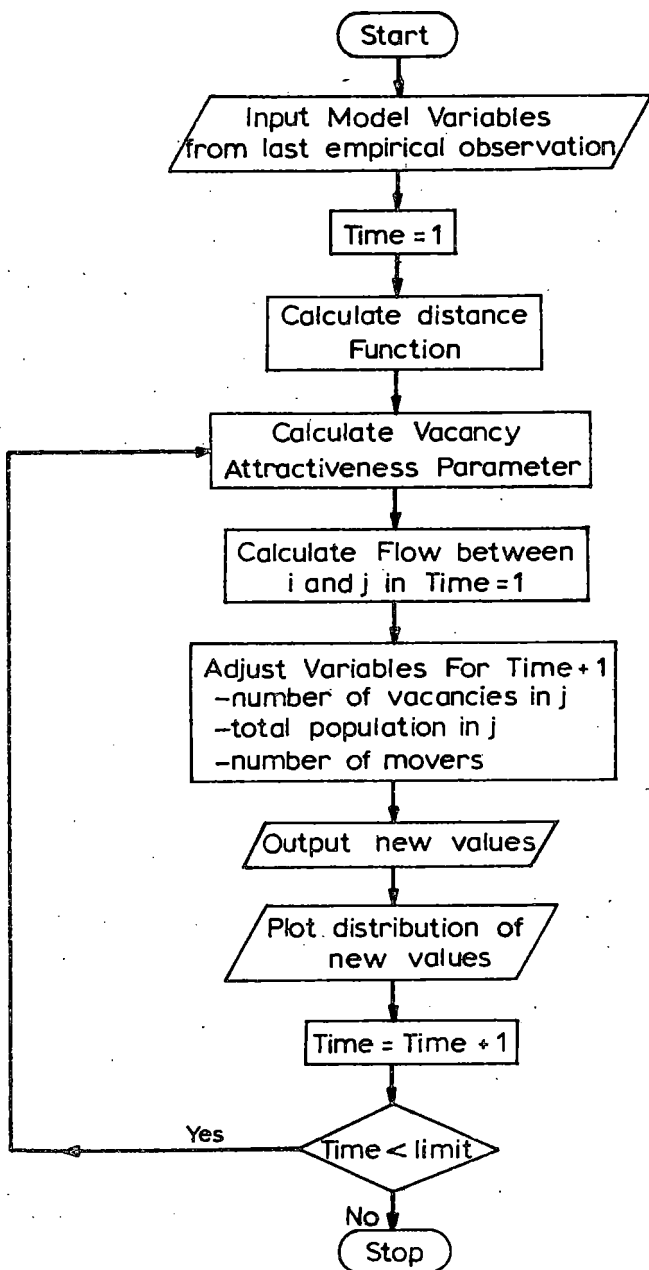 Start
Input Model Variables
from last empirical observation
Time = 1
Calculate distance
Function
Calculate Vacancy
Attractiveness Parameter
Calculate Flow between
i and j in Time = 1
Adjust Variables For Time + 1
-number of vacancies in j
-total population in j
-number of movers
Output new values
Plot distribution of
new values
Time = Time + 1
Yes
Time < limit
No
Stop